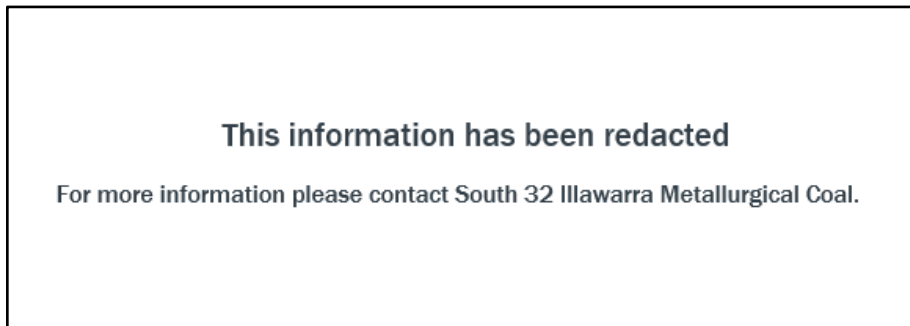 This information has been redacted
For more information please contact South 32 Illawarra Metallurgical Coal.